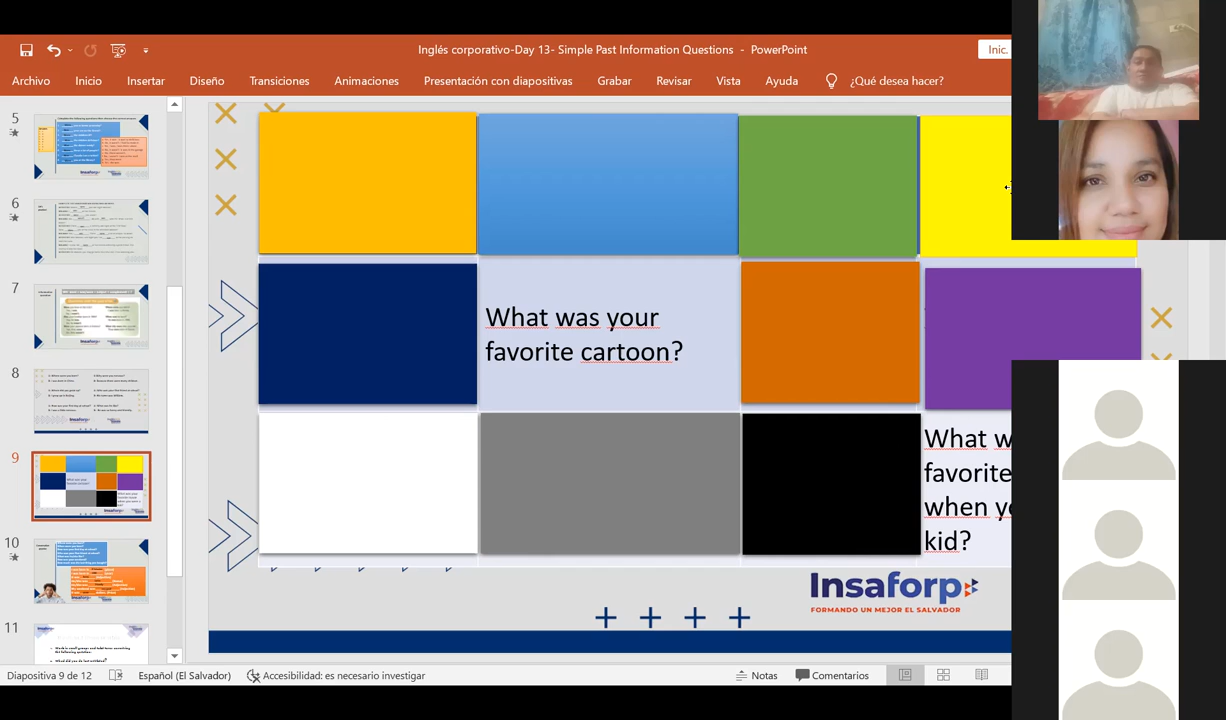 Inglés corporativo-Day 13- Simple Past Information Questions - PowerPoint
Inic.
Archivo Inicio Insertar Diseño Transiciones Animaciones Presentación con diapositivas Grabar Revisar Vista Ayuda ¿Qué desea hacer?
5
6
7
8
9
10
11
What was your
favorite cartoon?
What w
favorite
when yo
kid?
Insaforp
FORMANDO UN MEJOR EL SALVADOR
Diapositiva 9 de 12 Español (El Salvador) Accesibilidad: es necesario investigar Notas Comentarios